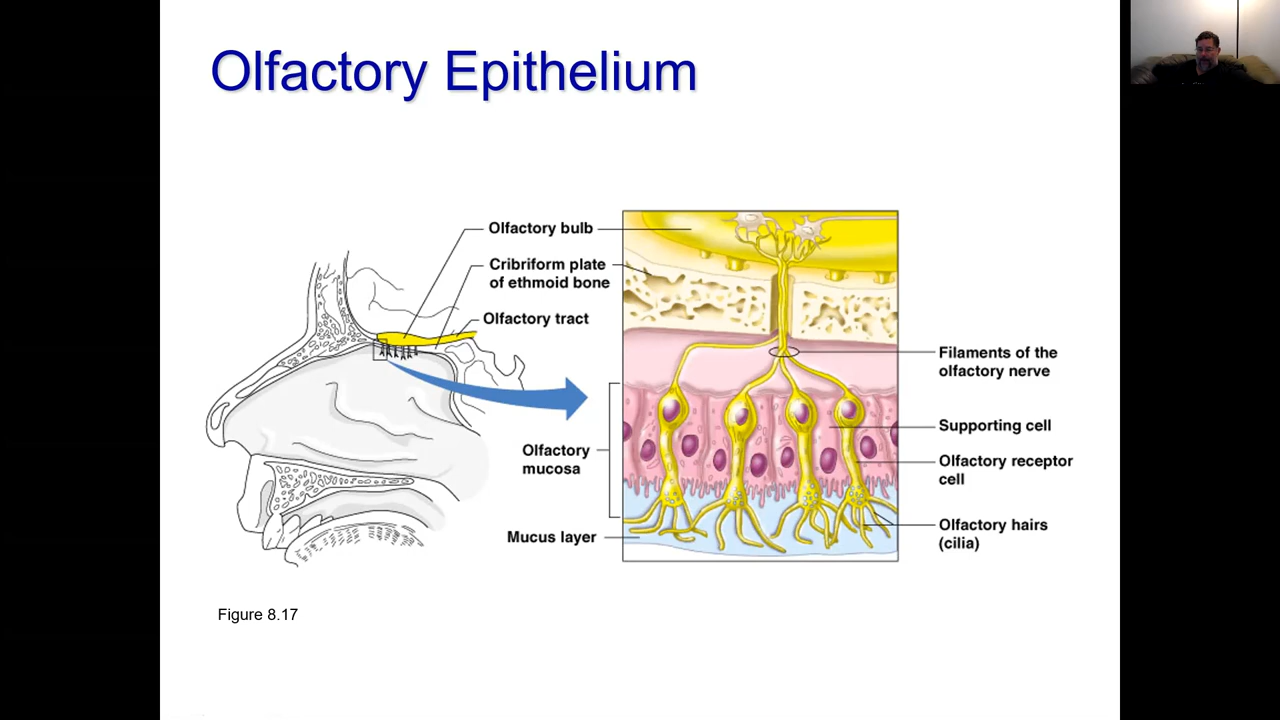 Olfactory Epithelium
Olfactory bulb
Cribriform plate
of ethmoid bone
Olfactory tract
Filaments of the
olfactory nerve
Supporting cell
Olfactory
mucosa
Olfactory receptor
cell
Mucus layer
Olfactory hairs
(cilia)
Figure 8.17